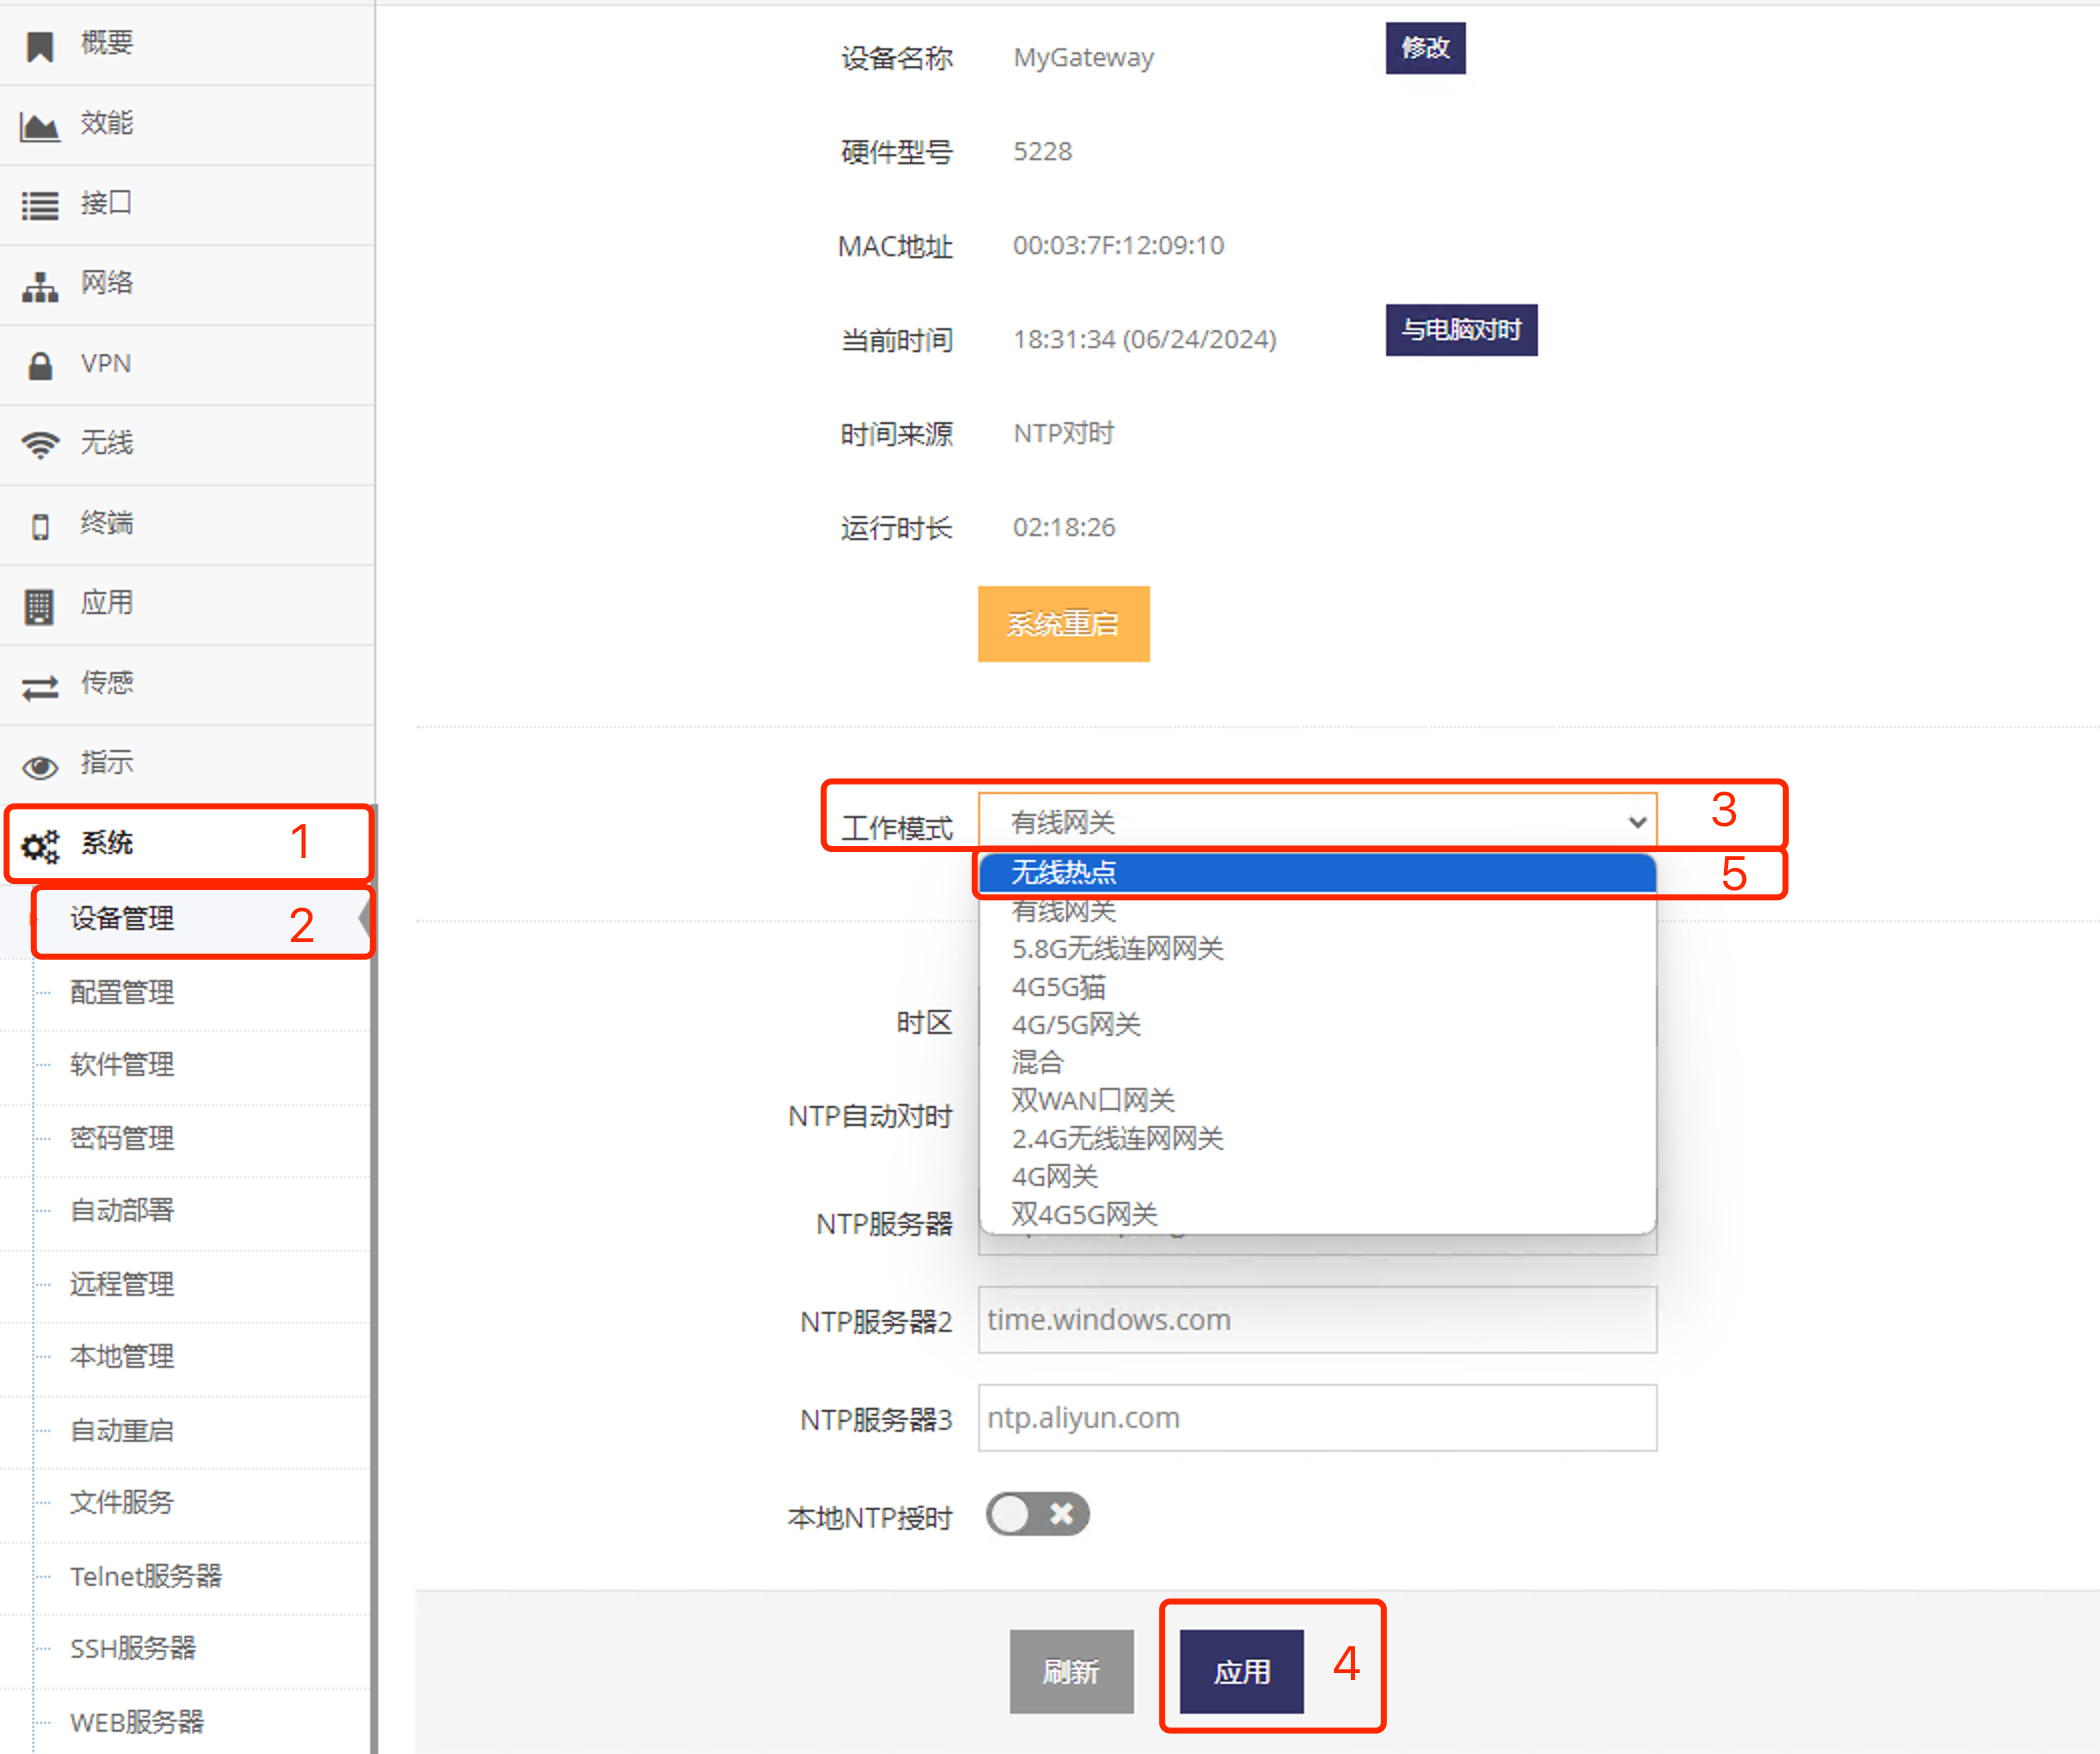 概要
效能
接口
网络
VPN
无线
终端
应用
传感
指示
系统 1
设备管理 2
配置管理
软件管理
密码管理
自动部署
远程管理
本地管理
自动重启
文件服务
Telnet服务器
SSH服务器
WEB服务器
设备名称 MyGateway 修改
硬件型号 5228
MAC地址 00:03:7F:12:09:10
当前时间 18:31:34 (06/24/2024) 与电脑对时
时间来源 NTP对时
运行时长 02:18:26
系统重启
工作模式 有线网关 3
无线热点 5
有线网关
5.8G无线连网网关
4G5G猫
4G/5G网关
混合
双WAN口网关
2.4G无线连网网关
4G网关
双4G5G网关
时区
NTP自动对时
NTP服务器
NTP服务器2 time.windows.com
NTP服务器3 ntp.aliyun.com
本地NTP授时
刷新 应用 4